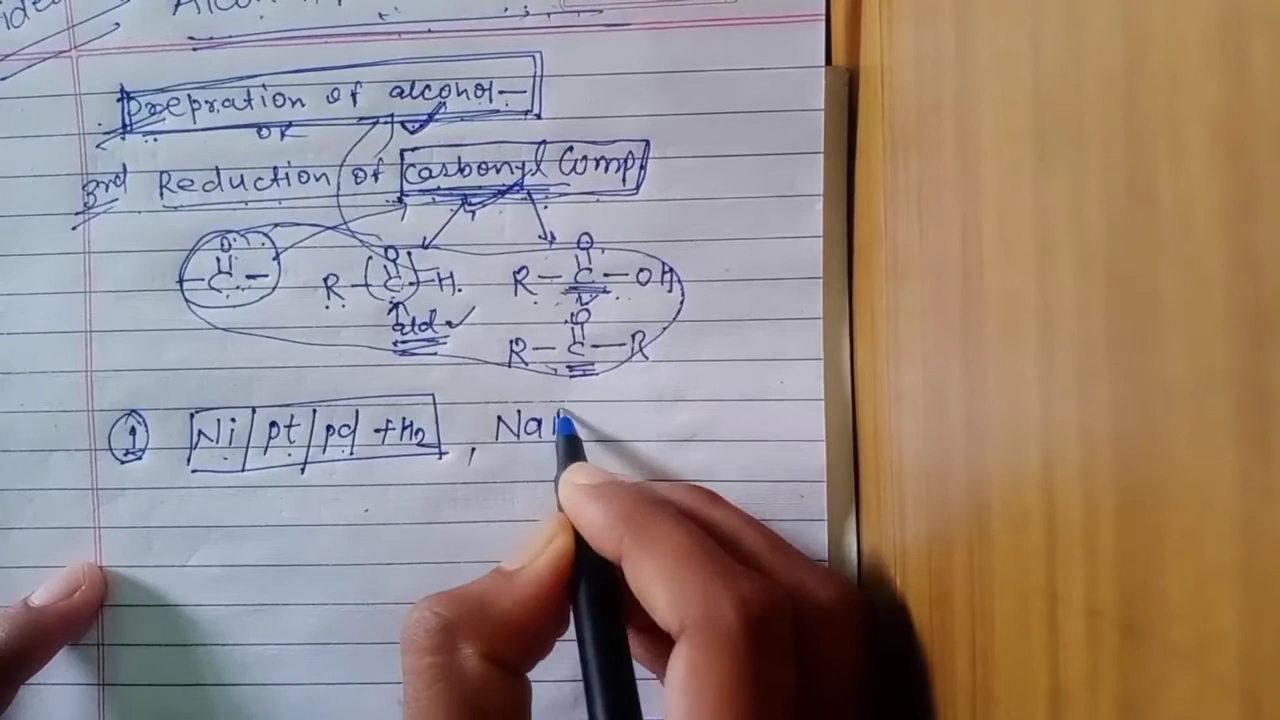 Prepration of alcohol-
or
3rd Reduction of Carbonyl Comp
O O O
-C- R-(C)-H. R-C-OH
Ald ✓ O
R-C-R
① Ni/pt/pd +H2 , Na